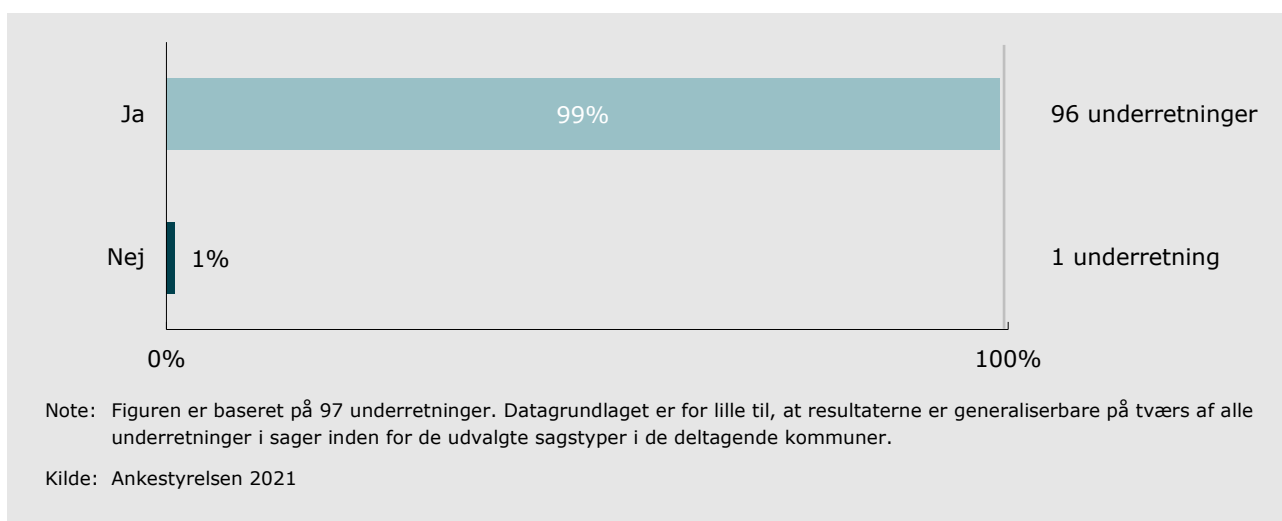 Ja
99%
96 underretninger
Nej
1%
1 underretning
0%
100%
Note: Figuren er baseret på 97 underretninger. Datagrundlaget er for lille til, at resultaterne er generaliserbare på tværs af alle
underretninger i sager inden for de udvalgte sagstyper i de deltagende kommuner.
Kilde: Ankestyrelsen 2021